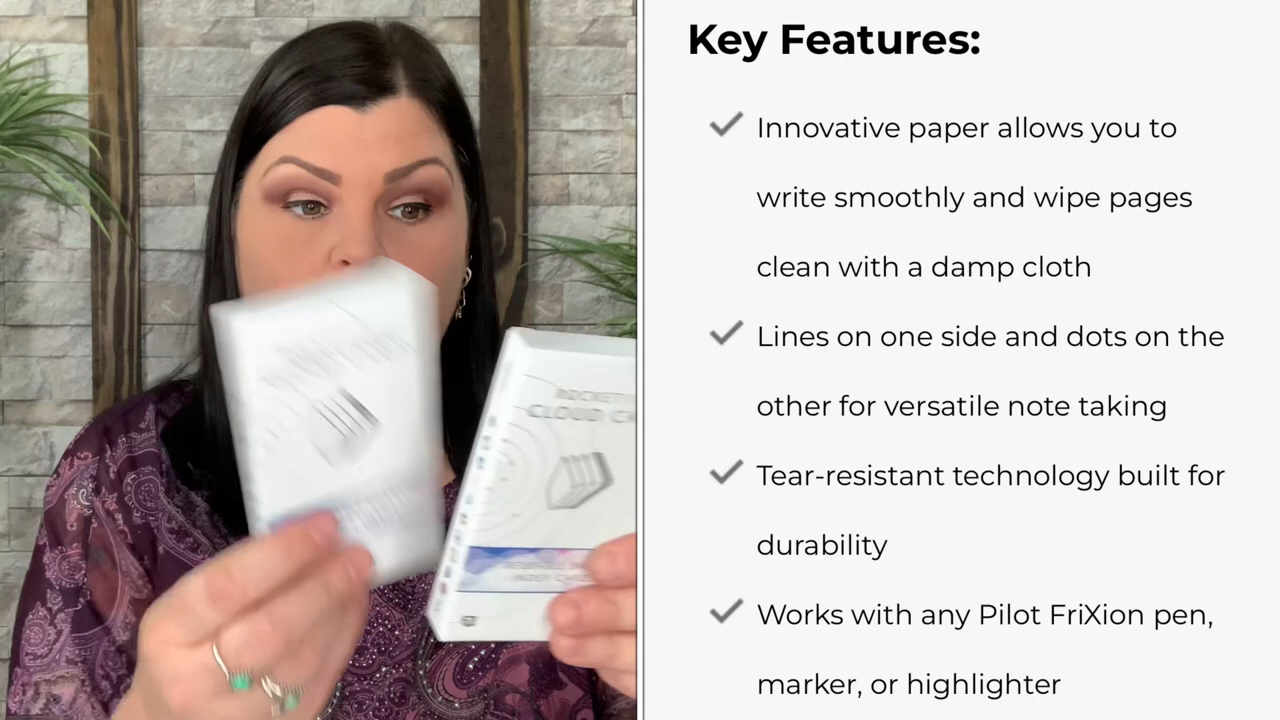 ROCKET
CLOUD
Key Features:
Innovative paper allows you to
write smoothly and wipe pages
clean with a damp cloth
Lines on one side and dots on the
other for versatile note taking
Tear-resistant technology built for
durability
Works with any Pilot FriXion pen,
marker, or highlighter